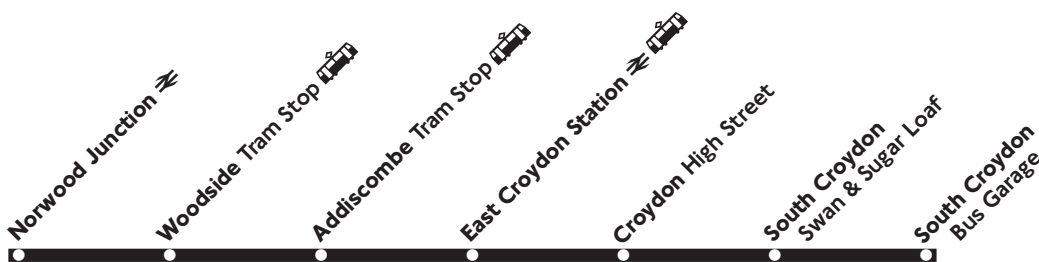 Norwood Junction
Woodside Tram Stop
Addiscombe Tram Stop
East Croydon Station
Croydon High Street
South Croydon
Swan & Sugar Loaf
South Croydon
Bus Garage